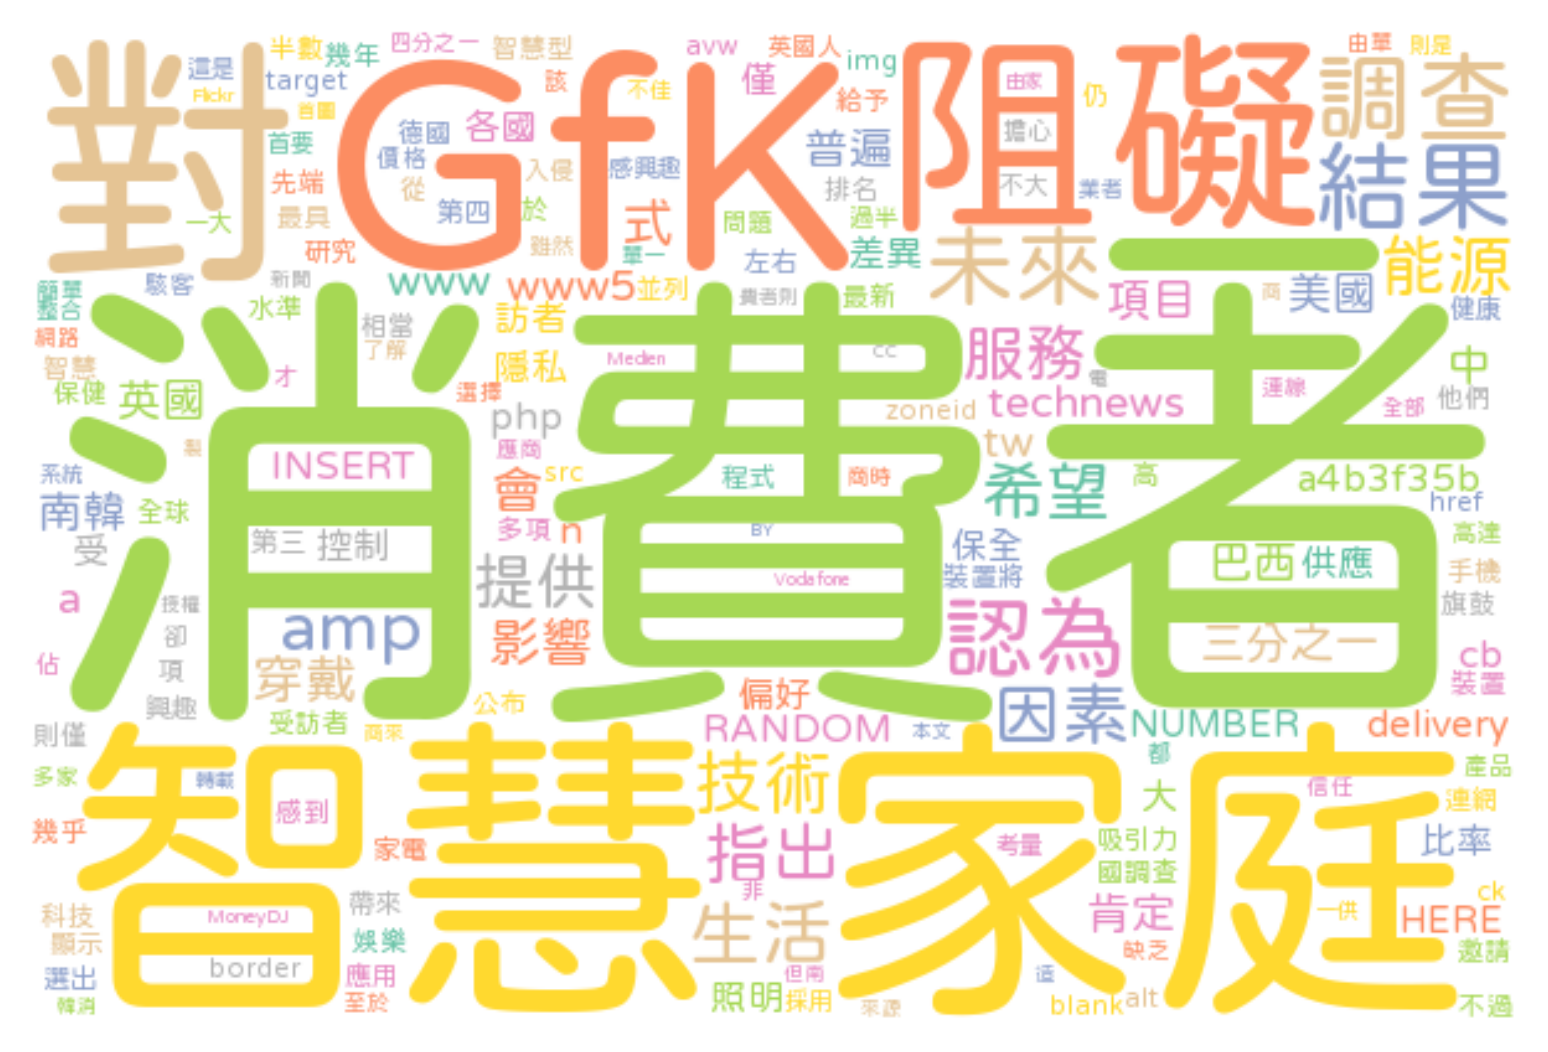 對
GfK
阻礙
調查
結果
消費者
智慧家庭
半數
幾年
四分之一
智慧型
avw
英國人
img
由單
則是
這是
target
該
不佳
僅
給予
由家
仍
Flickr
首圖
首要
德國
各國
普遍
擔心
價格
入侵
感興趣
排名
先端
從
不大
業者
最具
第四
於
式
問題
過半
一大
研究
雖然
單一
左右
差異
未來
能源
駭客
新聞
www
www5
並列
貴者則
最新
項目
商
美國
健康
簡單
整合
水準
相當
訪者
網路
了解
隱私
Medien
cc
服務
電
中
智慧
才
選擇
連線
保健
英國
php
zoneid
technews
全部
他們
製
應商
tw
INSERT
系統
會
src
程式
商時
希望
高
a4b3f35b
南韓
全球
多項
n
BY
href
第三
控制
保全
高達
受
提供
裝置將
巴西
供應
手機
a
授權
Vodafone
旗鼓
amp
卻
影響
認為
三分之一
佔
項
穿戴
cb
裝置
興趣
公布
偏好
因素
則僅
受訪者
商來
RANDOM
本文
NUMBER
delivery
都
多家
轉載
技術
產品
感到
大
信任
連網
幾乎
家電
指出
考量
吸引力
比率
國調查
非
科技
MoneyDJ
帶來
生活
肯定
一供
ck
HERE
顯示
娛樂
缺乏
邀請
選出
border
應用
但南
這
韓消
至於
照明
採用
來源
blank
alt
不過